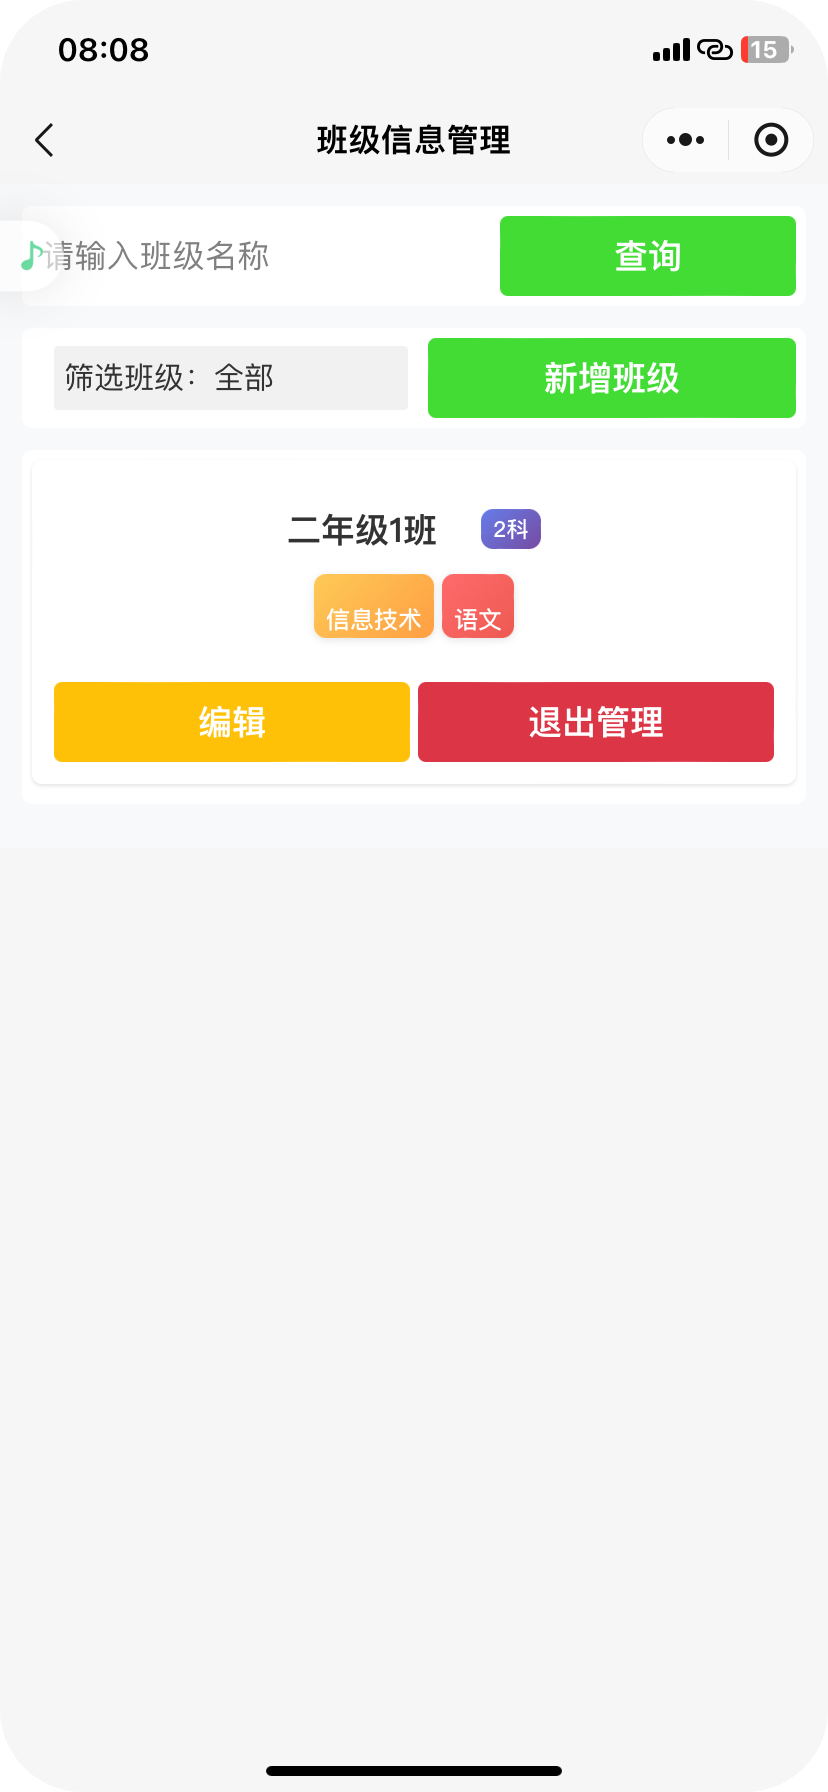 08:08
15
班级信息管理
请输入班级名称
查询
筛选班级：全部
新增班级
二年级1班
2科
信息技术
语文
编辑
退出管理